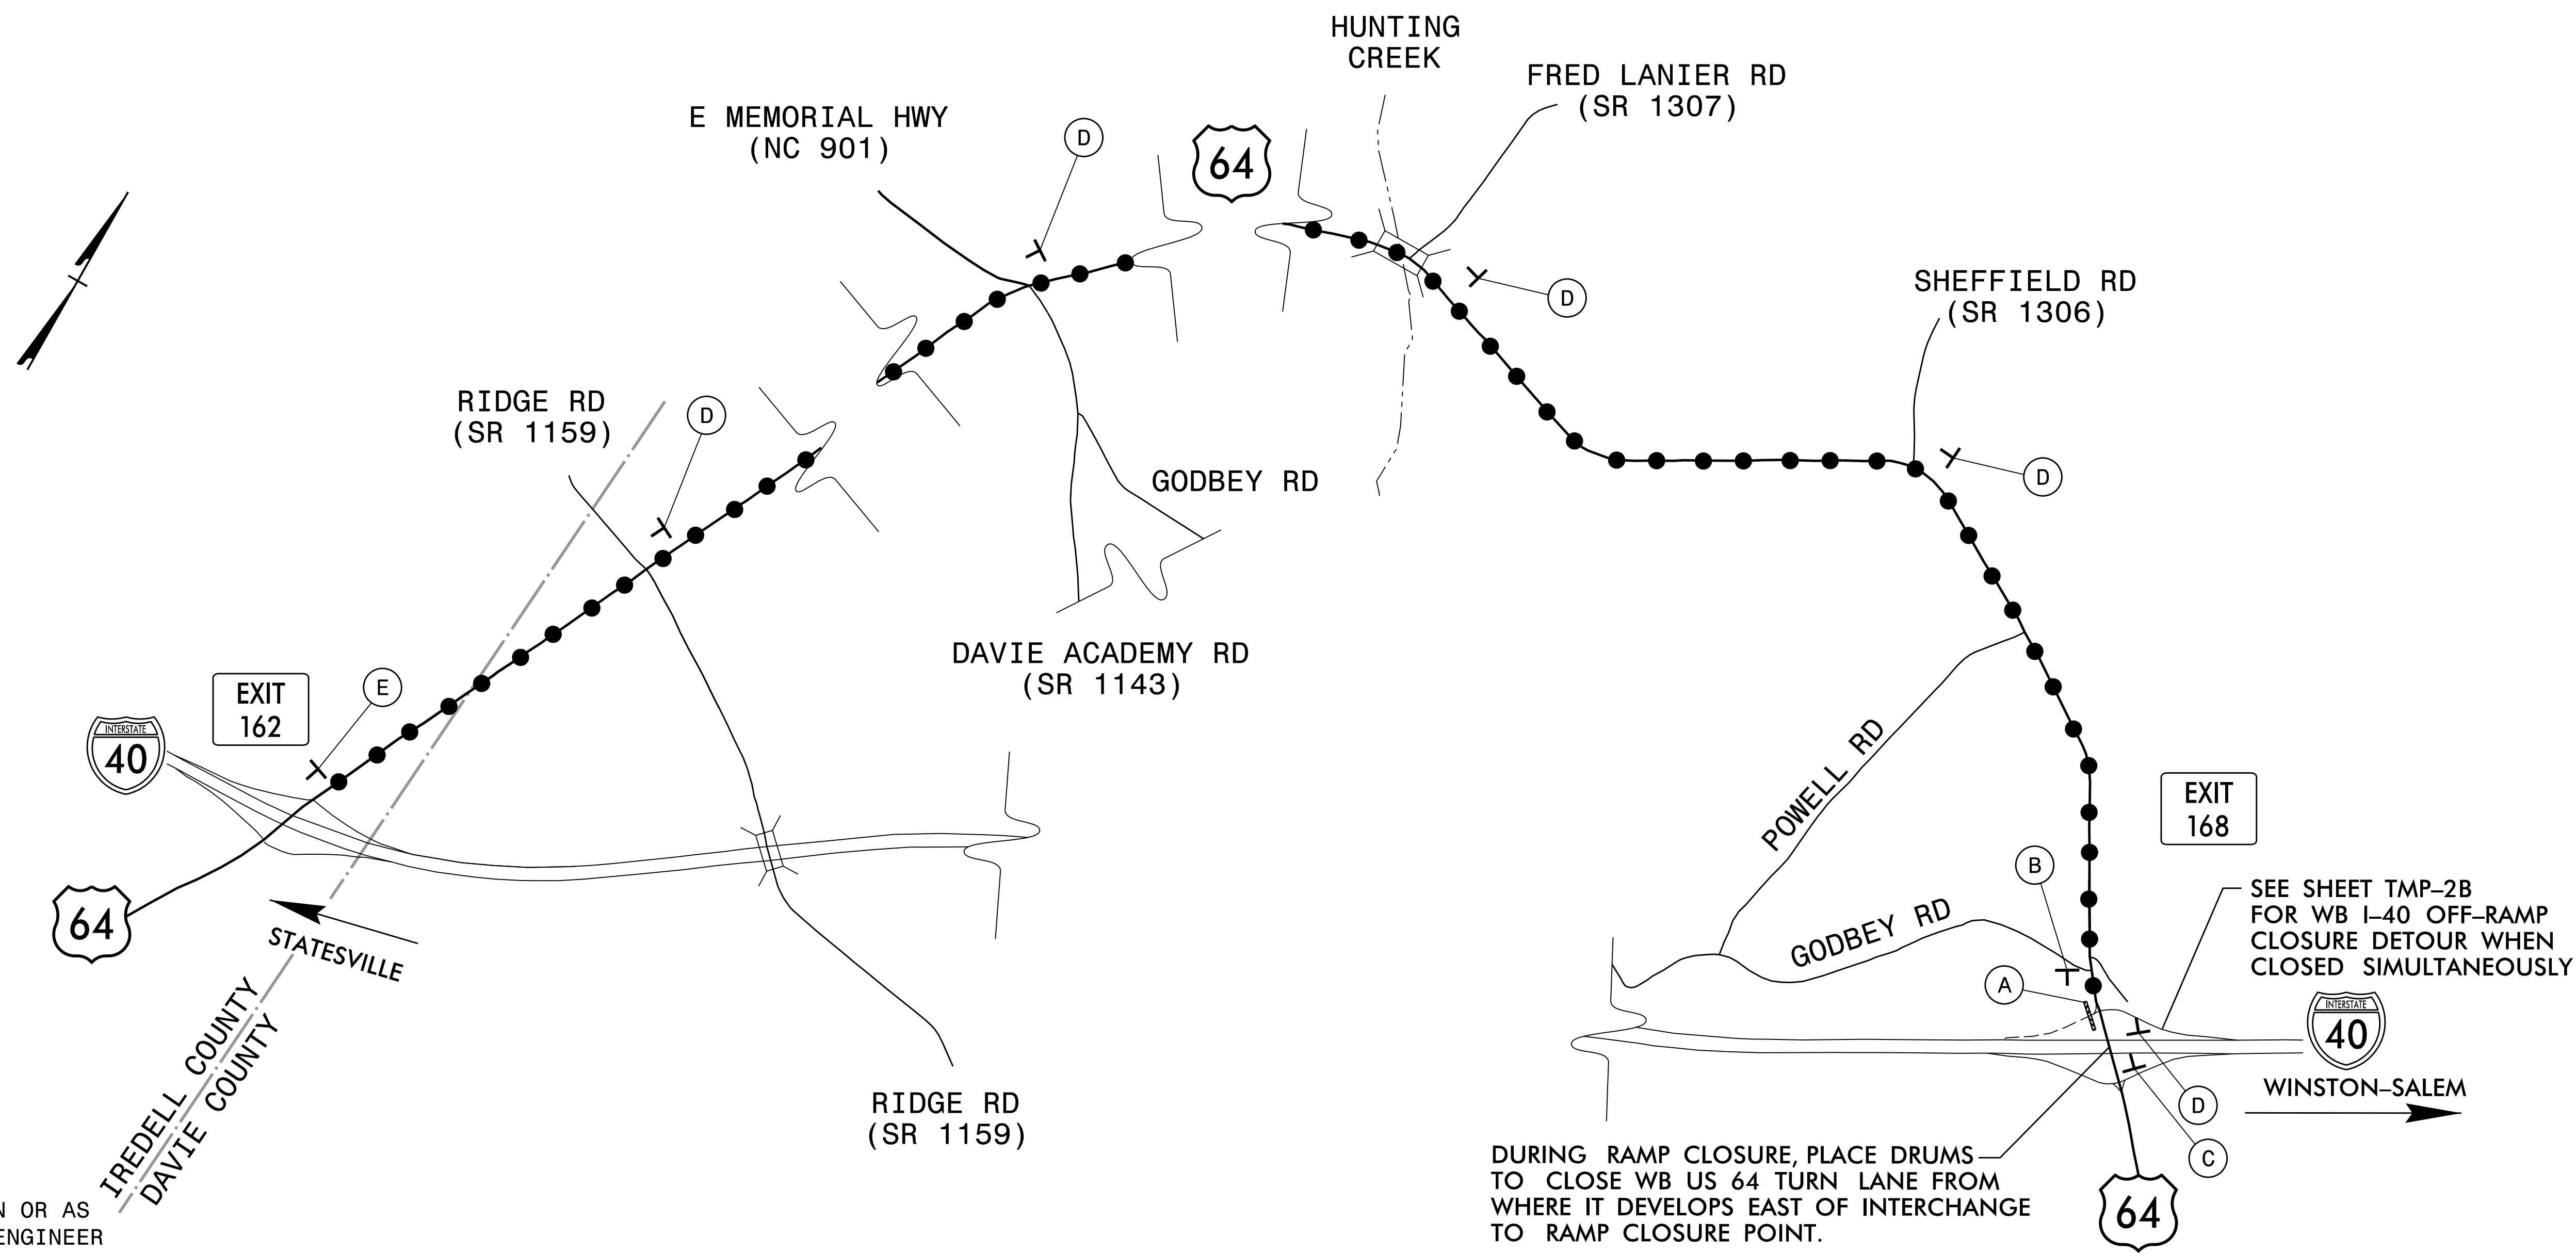 HUNTING
CREEK
FRED LANIER RD
(SR 1307)
E MEMORIAL HWY
(NC 901)
D
64
D
SHEFFIELD RD
(SR 1306)
D
RIDGE RD
(SR 1159)
D
GODBEY RD
DAVIE ACADEMY RD
(SR 1143)
EXIT
162
E
INTERSTATE
40
64
STATESVILLE
IREDELL COUNTY
DAVIE COUNTY
RIDGE RD
(SR 1159)
POWELL RD
GODBEY RD
EXIT
168
B
A
SEE SHEET TMP-2B
FOR WB I-40 OFF-RAMP
CLOSURE DETOUR WHEN
CLOSED SIMULTANEOUSLY
INTERSTATE
40
WINSTON-SALEM
D
C
DURING RAMP CLOSURE, PLACE DRUMS
TO CLOSE WB US 64 TURN LANE FROM
WHERE IT DEVELOPS EAST OF INTERCHANGE
TO RAMP CLOSURE POINT.
64
N OR AS
ENGINEER